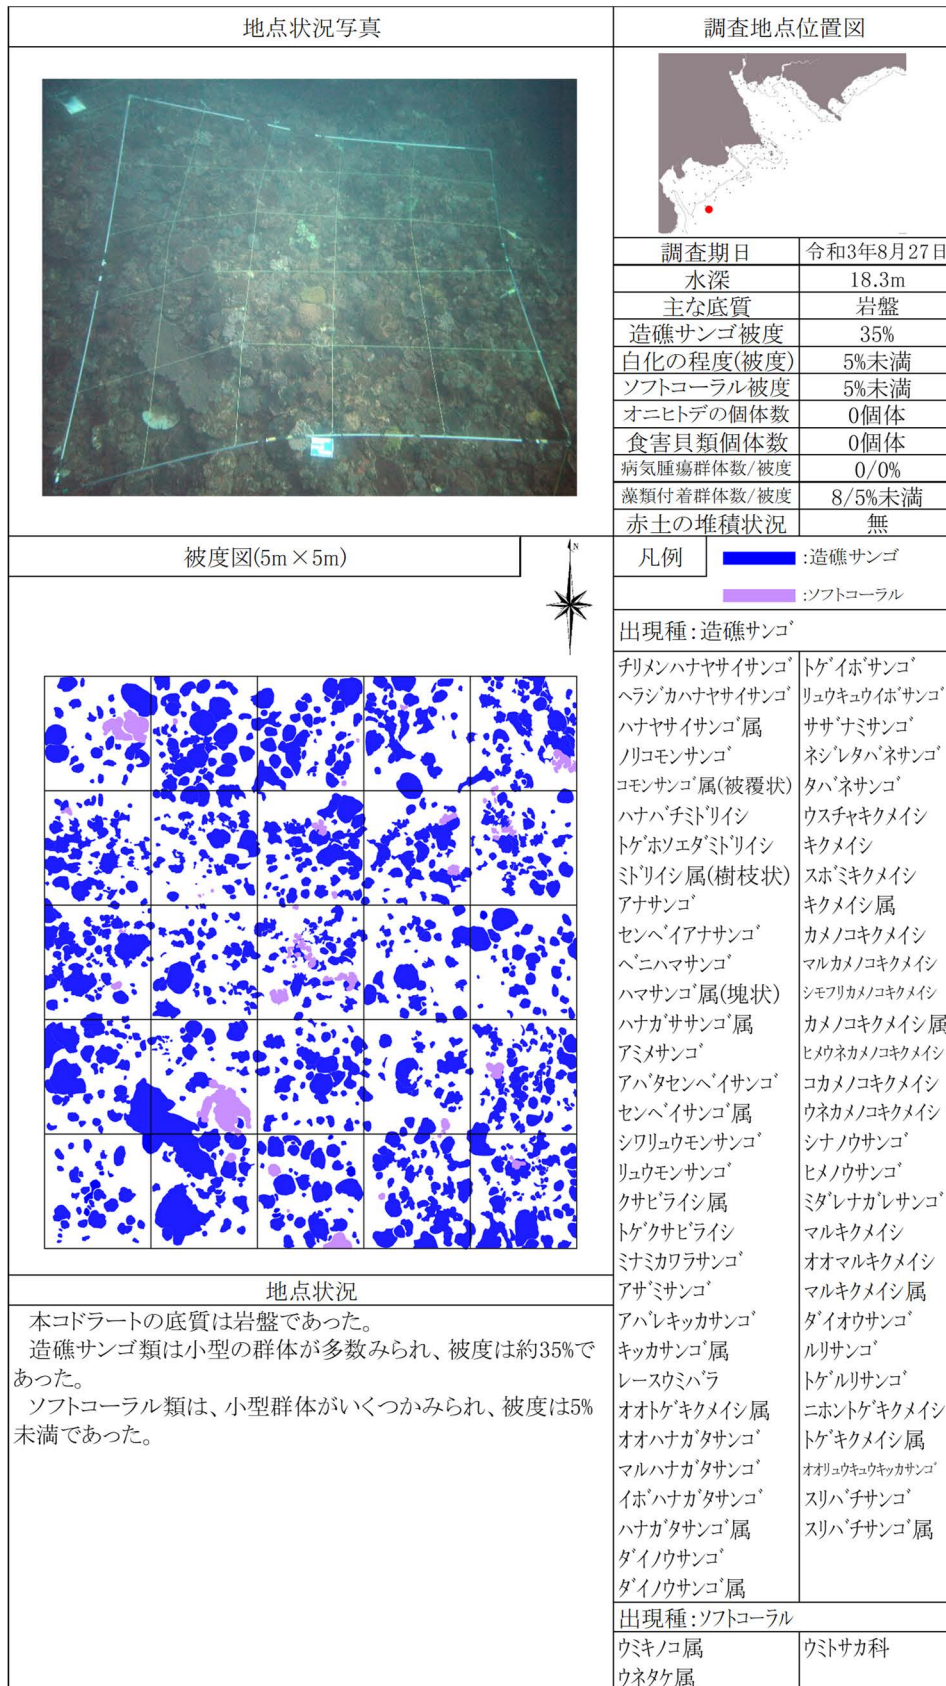 地点状況写真
調査地点位置図
調査期日 令和3年8月27日
水深 18.3m
主な底質 岩盤
造礁サンゴ被度 35%
白化の程度(被度) 5%未満
ソフトコーラル被度 5%未満
オニヒトデの個体数 0個体
食害貝類個体数 0個体
病気腫瘍群体数/被度 0/0%
藻類付着群体数/被度 8/5%未満
赤土の堆積状況 無
被度図(5m×5m)
N
凡例
:造礁サンゴ
:ソフトコーラル
出現種:造礁サンゴ
チリメンハナヤサイサンゴ トゲイボサンゴ
ヘラジカハナヤサイサンゴ リュウキュウイボサンゴ
ハナヤサイサンゴ属 サザナミサンゴ
ノリコモンサンゴ ネジレタバネサンゴ
コモンサンゴ属(被覆状) タバネサンゴ
ハナバチミドリイシ ウスチャキクメイシ
トゲホソエダミドリイシ キクメイシ
ミドリイシ属(樹枝状) スボミキクメイシ
アナサンゴ キクメイシ属
センベイアナサンゴ カメノコキクメイシ
ベニハマサンゴ マルカメノコキクメイシ
ハマサンゴ属(塊状) シモフリカメノコキクメイシ
ハナガササンゴ属 カメノコキクメイシ属
アミメサンゴ ヒメウネカメノコキクメイシ
アバタセンベイサンゴ コカメノコキクメイシ
センベイサンゴ属 ウネカメノコキクメイシ
シワリュウモンサンゴ シナノウサンゴ
リュウモンサンゴ ヒメノウサンゴ
クサビライシ属 ミダレナガレサンゴ
トゲクサビライシ マルキクメイシ
ミナミカワラサンゴ オオマルキクメイシ
アザミサンゴ マルキクメイシ属
アバレキッカサンゴ ダイオウサンゴ
キッカサンゴ属 ルリサンゴ
レースウミバラ トゲルリサンゴ
オオトゲキクメイシ属 ニホントゲキクメイシ
オオハナガタサンゴ トゲキクメイシ属
マルハナガタサンゴ オオリュウキュウキッカサンゴ
イボハナガタサンゴ スリバチサンゴ
ハナガタサンゴ属 スリバチサンゴ属
ダイノウサンゴ
ダイノウサンゴ属
出現種:ソフトコーラル
ウミキノコ属 ウミトサカ科
ウネタケ属
地点状況
本コドラートの底質は岩盤であった。
造礁サンゴ類は小型の群体が多数みられ、被度は約35%で
あった。
ソフトコーラル類は、小型群体がいくつかみられ、被度は5%
未満であった。